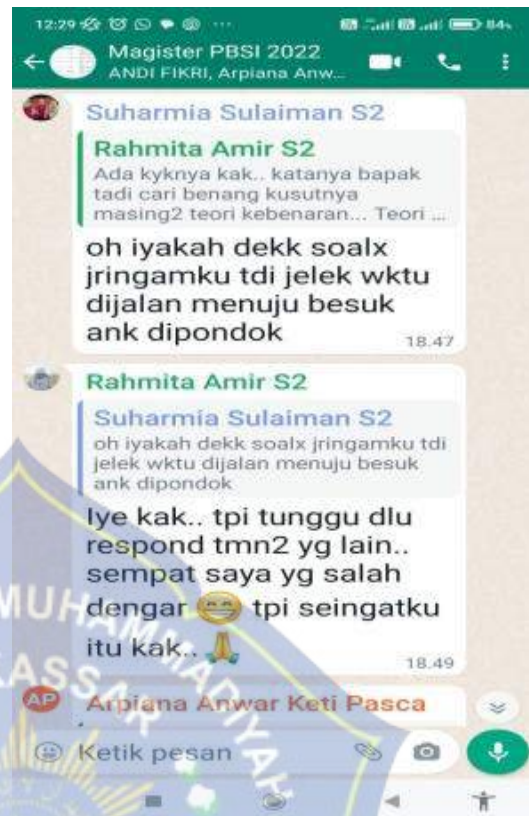 12:29
84
Magister PBSI 2022
ANDI FIKRI, Arpiana Anw...
Suharmia Sulaiman S2
Rahmita Amir S2
Ada kyknya kak.. katanya bapak
tadi cari benang kusutnya
masing2 teori kebenaran... Teori ...
oh iyakah dekk soalx
jringamku tdi jelek wktu
dijalan menuju besuk
ank dipondok
18.47
Rahmita Amir S2
Suharmia Sulaiman S2
oh iyakah dekk soalx jringamku tdi
jelek wktu dijalan menuju besuk
ank dipondok
Iye kak.. tpi tunggu dlu
respond tmn2 yg lain..
sempat saya yg salah
dengar 😁 tpi seingatku
itu kak.. 🙏
18.49
MUHAMMADIYAH
KASSAR
AP
Arpiana Anwar Keti Pasca
Ketik pesan